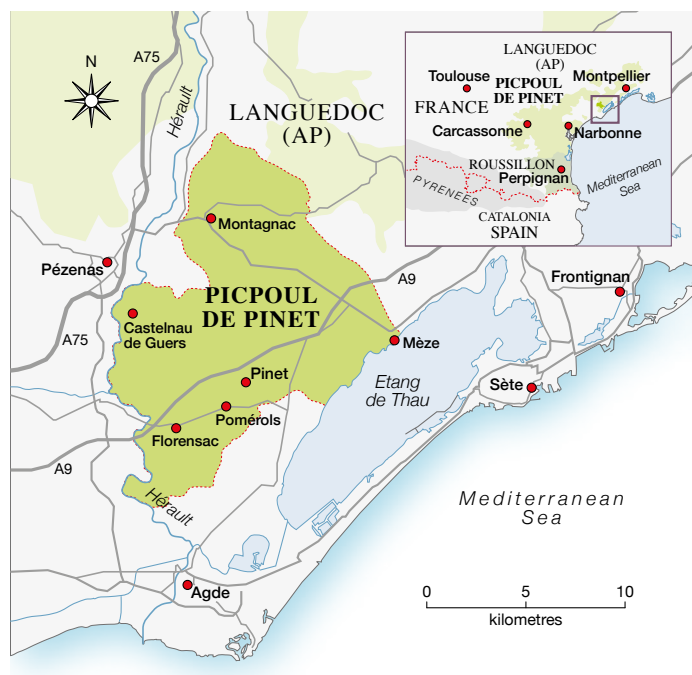 N
A75
Hérault
LANGUEDOC
(AP)
Montagnac
Pézenas
A9
PICPOUL
DE PINET
Castelnau
de Guers
A75
Mèze
Pinet
Etang
de Thau
Pomérols
Florensac
A9
Hérault
Agde
Frontignan
Sète
Mediterranean
Sea
0
5
10
kilometres
LANGUEDOC
(AP)
Toulouse
PICPOUL
DE PINET
Montpellier
FRANCE
Carcassonne
Narbonne
ROUSSILLON
Perpignan
PYRENEES
Mediterranean
Sea
CATALONIA
SPAIN